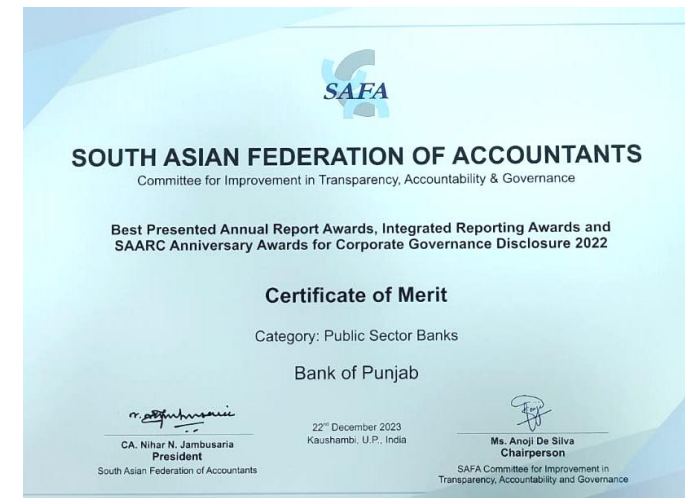 SAFA
SOUTH ASIAN FEDERATION OF ACCOUNTANTS
Committee for Improvement in Transparency, Accountability & Governance
Best Presented Annual Report Awards, Integrated Reporting Awards and
SAARC Anniversary Awards for Corporate Governance Disclosure 2022
Certificate of Merit
Category: Public Sector Banks
Bank of Punjab
CA. Nihar N. Jambusaria
President
South Asian Federation of Accountants
22nd December 2023
Kaushambi, U.P., India
Ms. Anoji De Silva
Chairperson
SAFA Committee for Improvement in
Transparency, Accountability and Governance